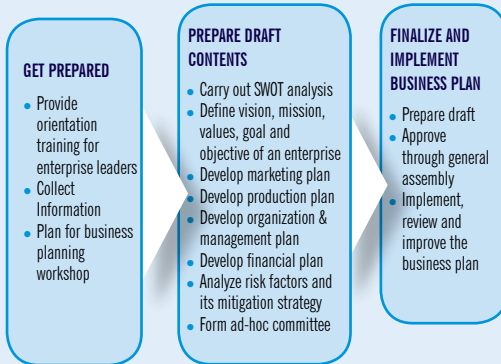 GET PREPARED
• Provide
orientation
training for
enterprise leaders
• Collect
Information
• Plan for business
planning
workshop
PREPARE DRAFT
CONTENTS
• Carry out SWOT analysis
• Define vision, mission,
values, goal and
objective of an enterprise
• Develop marketing plan
• Develop production plan
• Develop organization &
management plan
• Develop financial plan
• Analyze risk factors and
its mitigation strategy
• Form ad-hoc committee
FINALIZE AND
IMPLEMENT
BUSINESS PLAN
• Prepare draft
• Approve
through general
assembly
• Implement,
review and
improve the
business plan